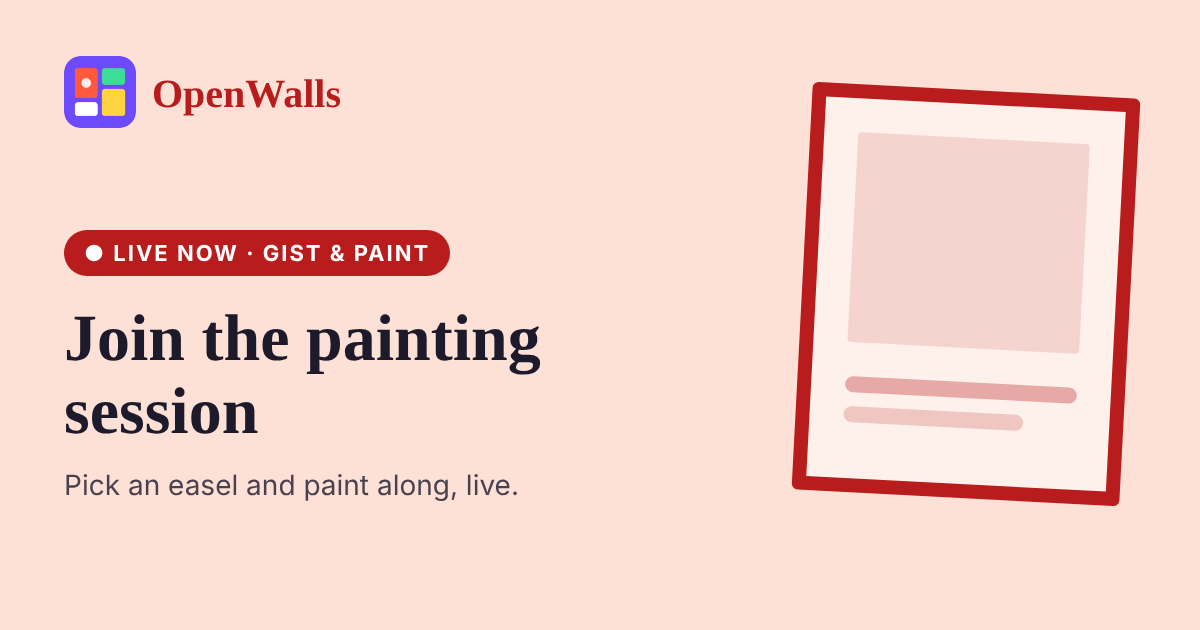 OpenWalls
LIVE NOW · GIST & PAINT
Join the painting
session
Pick an easel and paint along, live.